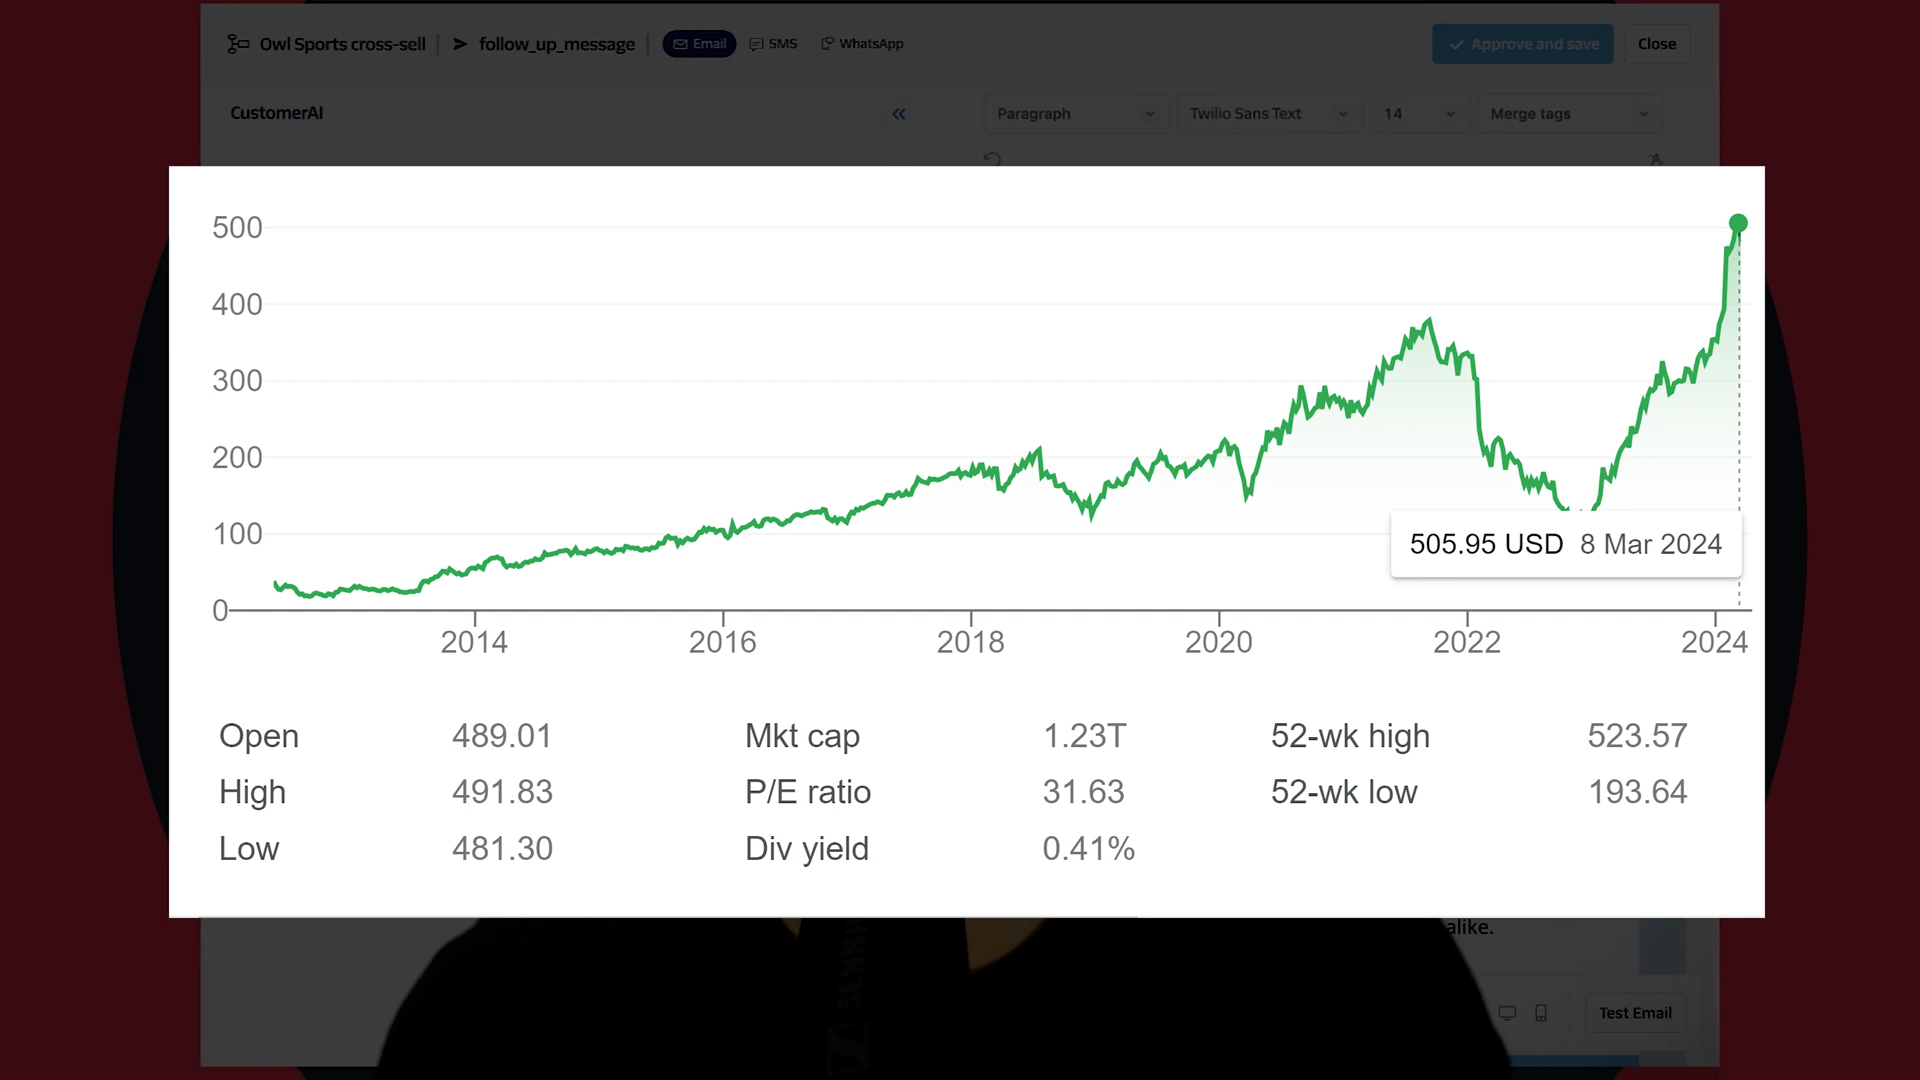 Owl Sports cross-sell follow_up_message Email SMS WhatsApp Approve and save Close
CustomerAI Paragraph Twilio Sans Text 14 Merge tags
500
400
300
200
100
505.95 USD 8 Mar 2024
0
2014 2016 2018 2020 2022 2024
Open 489.01 Mkt cap 1.23T 52-wk high 523.57
High 491.83 P/E ratio 31.63 52-wk low 193.64
Low 481.30 Div yield 0.41%
alike.
Test Email